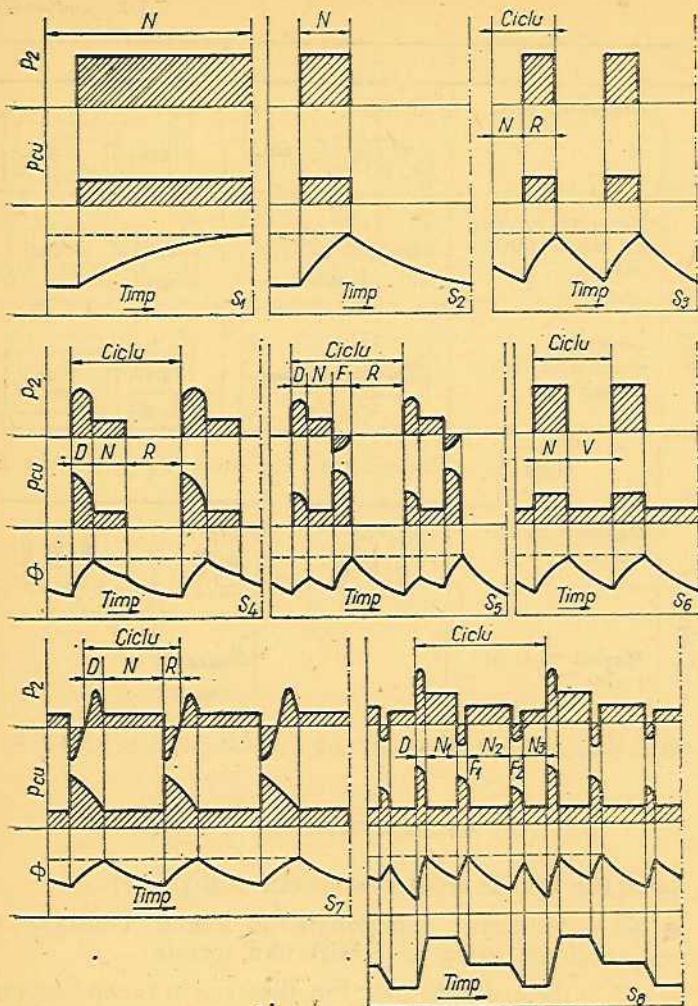 N
N
Ciclu
P2
Pcu
N R
Timp
S1
Timp
S2
Timp
S3
Ciclu
Ciclu
Ciclu
P2
D N F R
D N R
N V
Pcu
Θ
Timp
S4
Timp
S5
Timp
S6
Ciclu
D N R
Ciclu
P2
D N1 N2 N3
F1 F2
Pcu
Θ
Timp
S7
Timp
S8